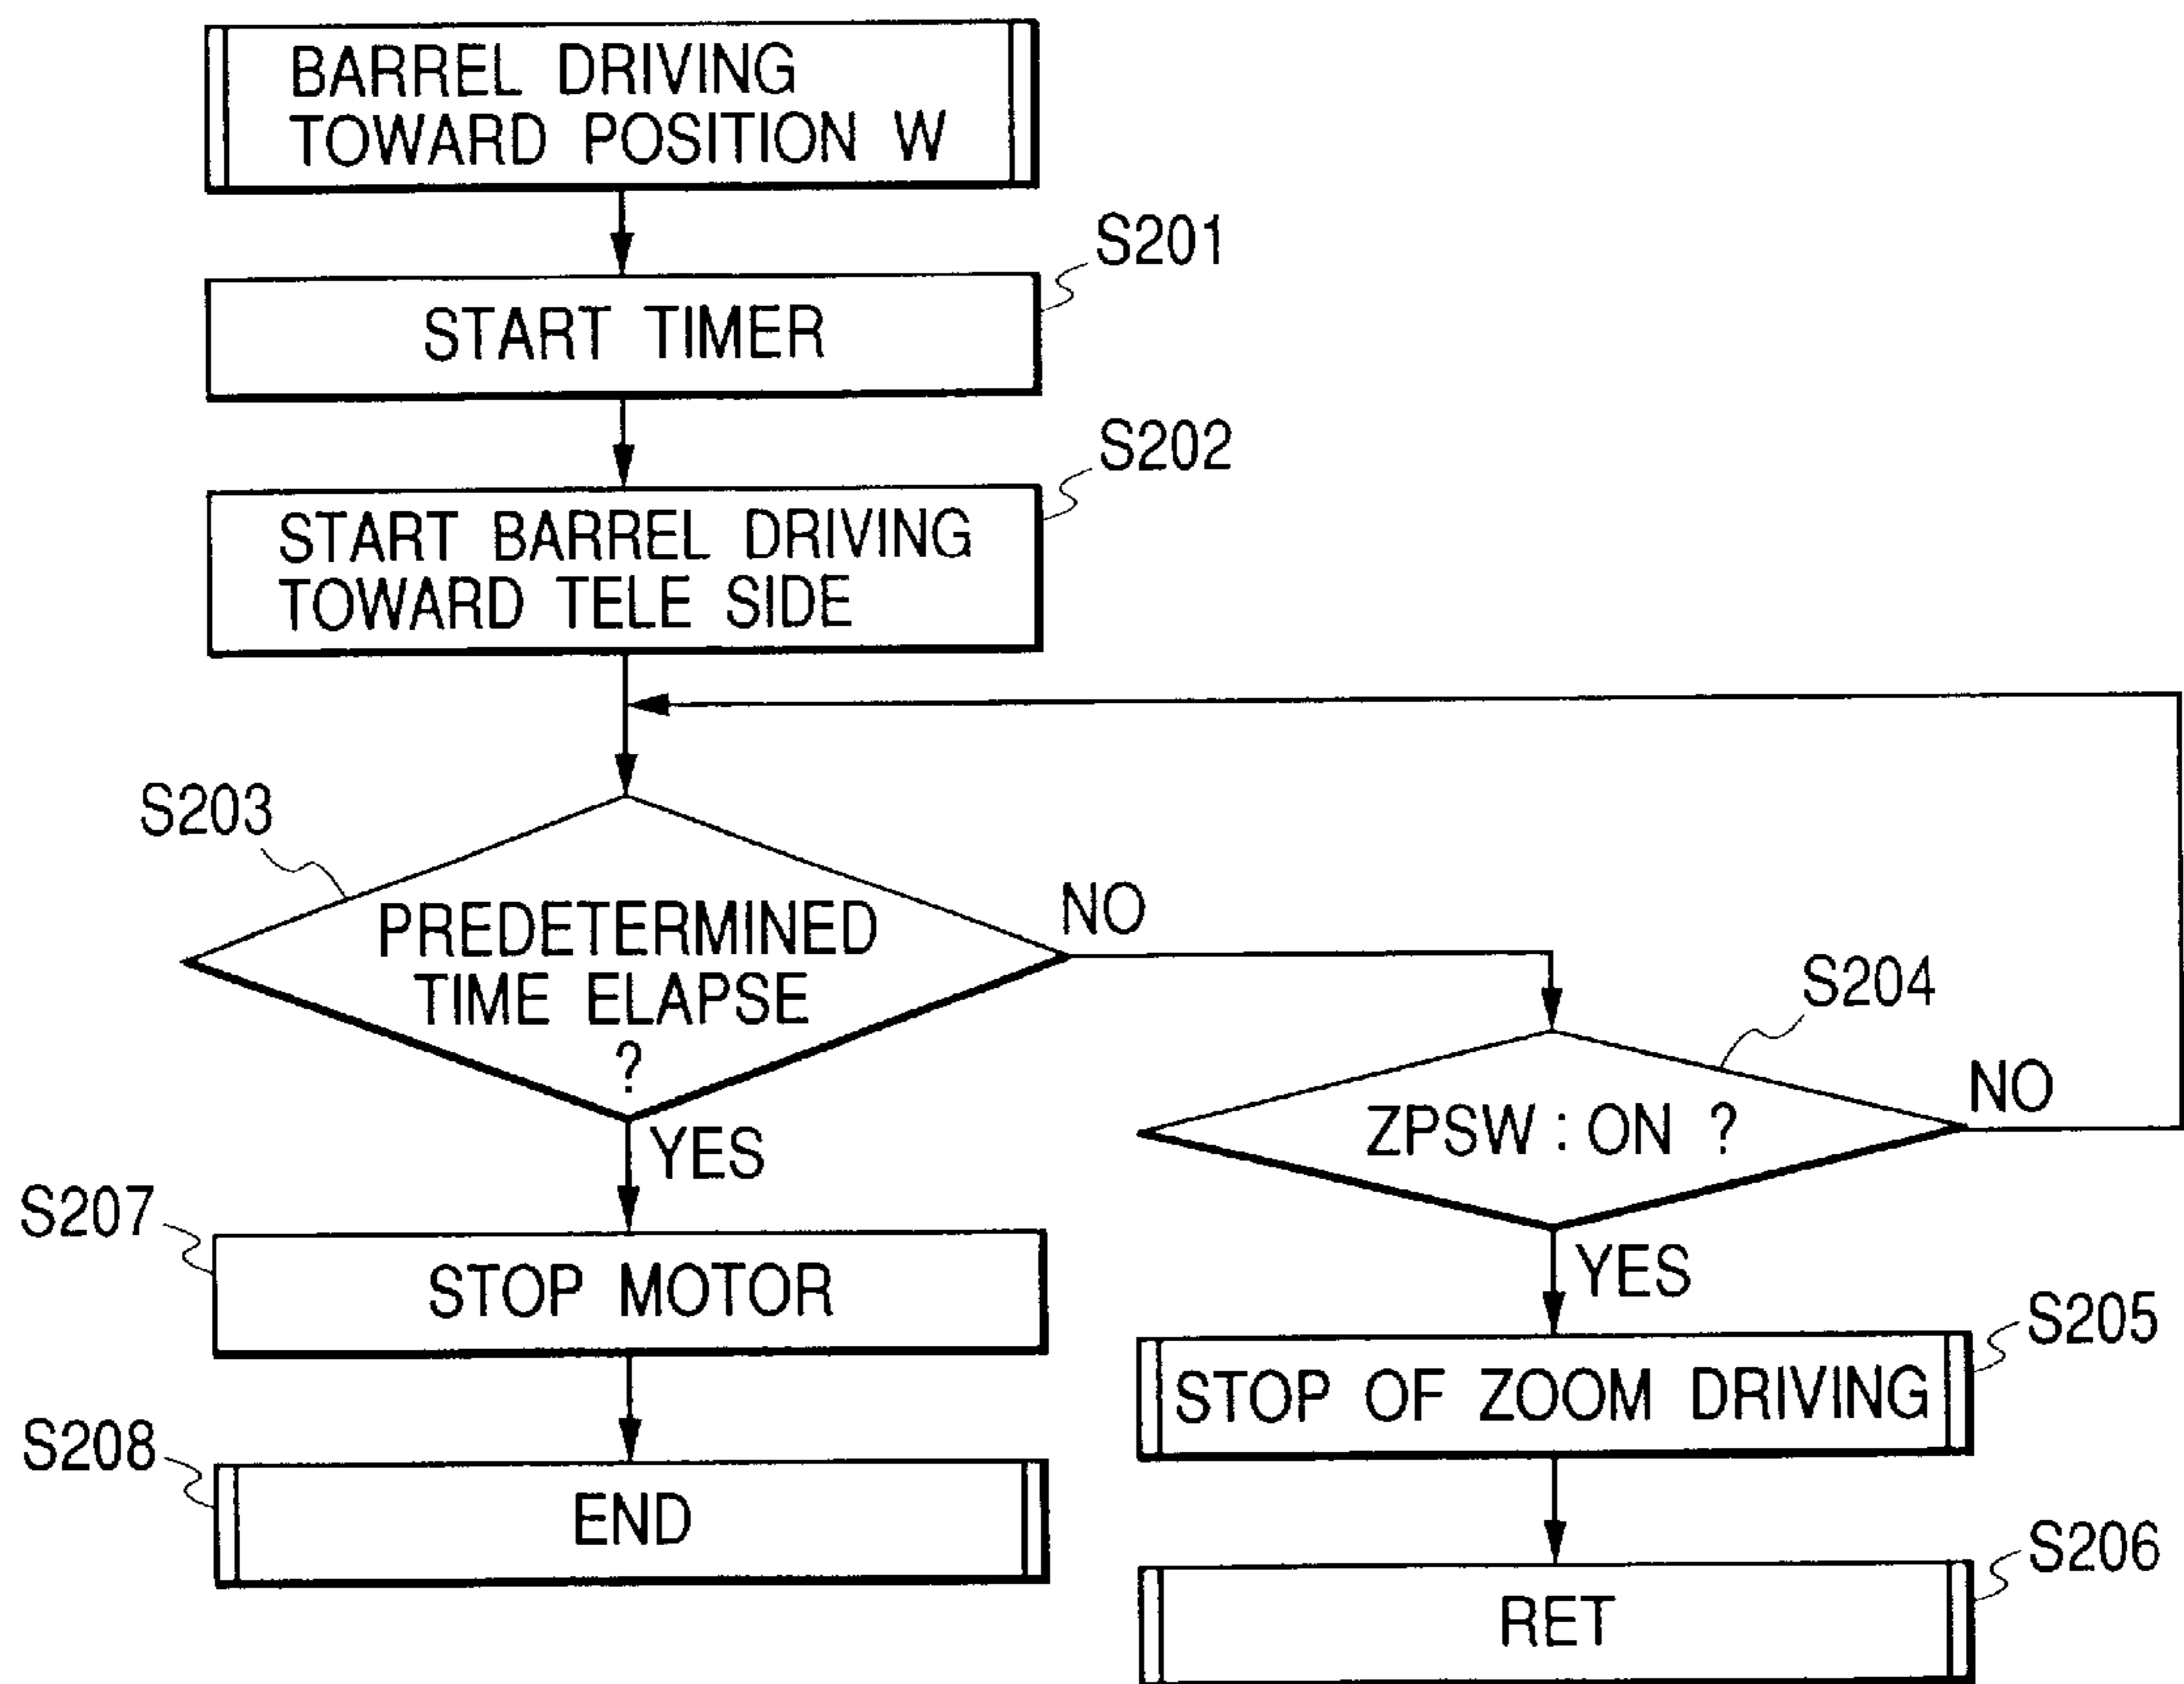 BARREL DRIVING
TOWARD POSITION W
S201
START TIMER
S202
START BARREL DRIVING
TOWARD TELE SIDE
S203
PREDETERMINED
TIME ELAPSE
?
NO
S204
ZPSW : ON ?
NO
YES
YES
S207
STOP MOTOR
S205
STOP OF ZOOM DRIVING
S208
END
S206
RET